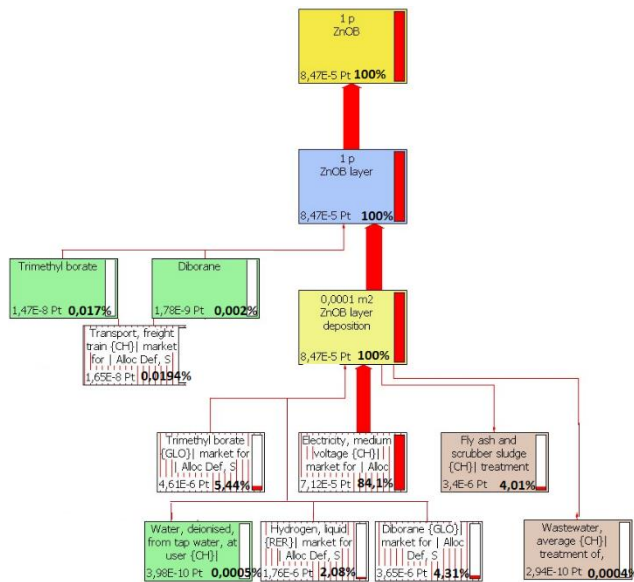 1 p
ZnOB
8,47E-5 Pt 100%
1 p
ZnOB layer
8,47E-5 Pt 100%
Trimethyl borate
1,47E-8 Pt 0,017%
Diborane
1,78E-9 Pt 0,002%
0,0001 m2
ZnOB layer
deposition
8,47E-5 Pt 100%
Transport, freight
train {CH}| market
for | Alloc Def, S
1,65E-8 Pt 0,0194%
Trimethyl borate
{GLO}| market for
| Alloc Def, S
4,61E-6 Pt 5,44%
Electricity, medium
voltage {CH}|
market for | Alloc
7,12E-5 Pt 84,1%
Fly ash and
scrubber sludge
{CH}| treatment
3,4E-6 Pt 4,01%
Water, deionised,
from tap water, at
user {CH}|
3,98E-10 Pt 0,0005%
Hydrogen, liquid
{RER}| market for
| Alloc Def, S
1,76E-6 Pt 2,08%
Diborane {GLO}|
market for | Alloc
Def, S
3,65E-6 Pt 4,31%
Wastewater,
average {CH}|
treatment of,
2,94E-10 Pt 0,0004%